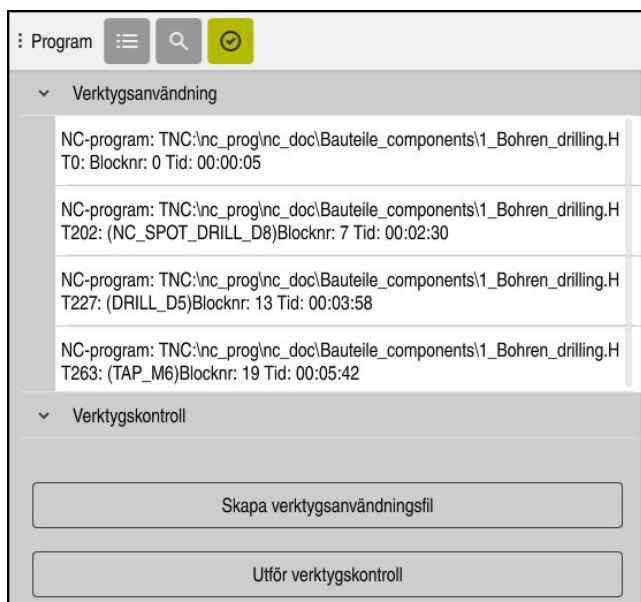 Program
Verktygsanvändning
NC-program: TNC:\nc_prog\nc_doc\Bauteile_components\1_Bohren_drilling.H
T0: Blocknr: 0 Tid: 00:00:05
NC-program: TNC:\nc_prog\nc_doc\Bauteile_components\1_Bohren_drilling.H
T202: (NC_SPOT_DRILL_D8)Blocknr: 7 Tid: 00:02:30
NC-program: TNC:\nc_prog\nc_doc\Bauteile_components\1_Bohren_drilling.H
T227: (DRILL_D5)Blocknr: 13 Tid: 00:03:58
NC-program: TNC:\nc_prog\nc_doc\Bauteile_components\1_Bohren_drilling.H
T263: (TAP_M6)Blocknr: 19 Tid: 00:05:42
Verktygskontroll
Skapa verktygsanvändningsfil
Utför verktygskontroll